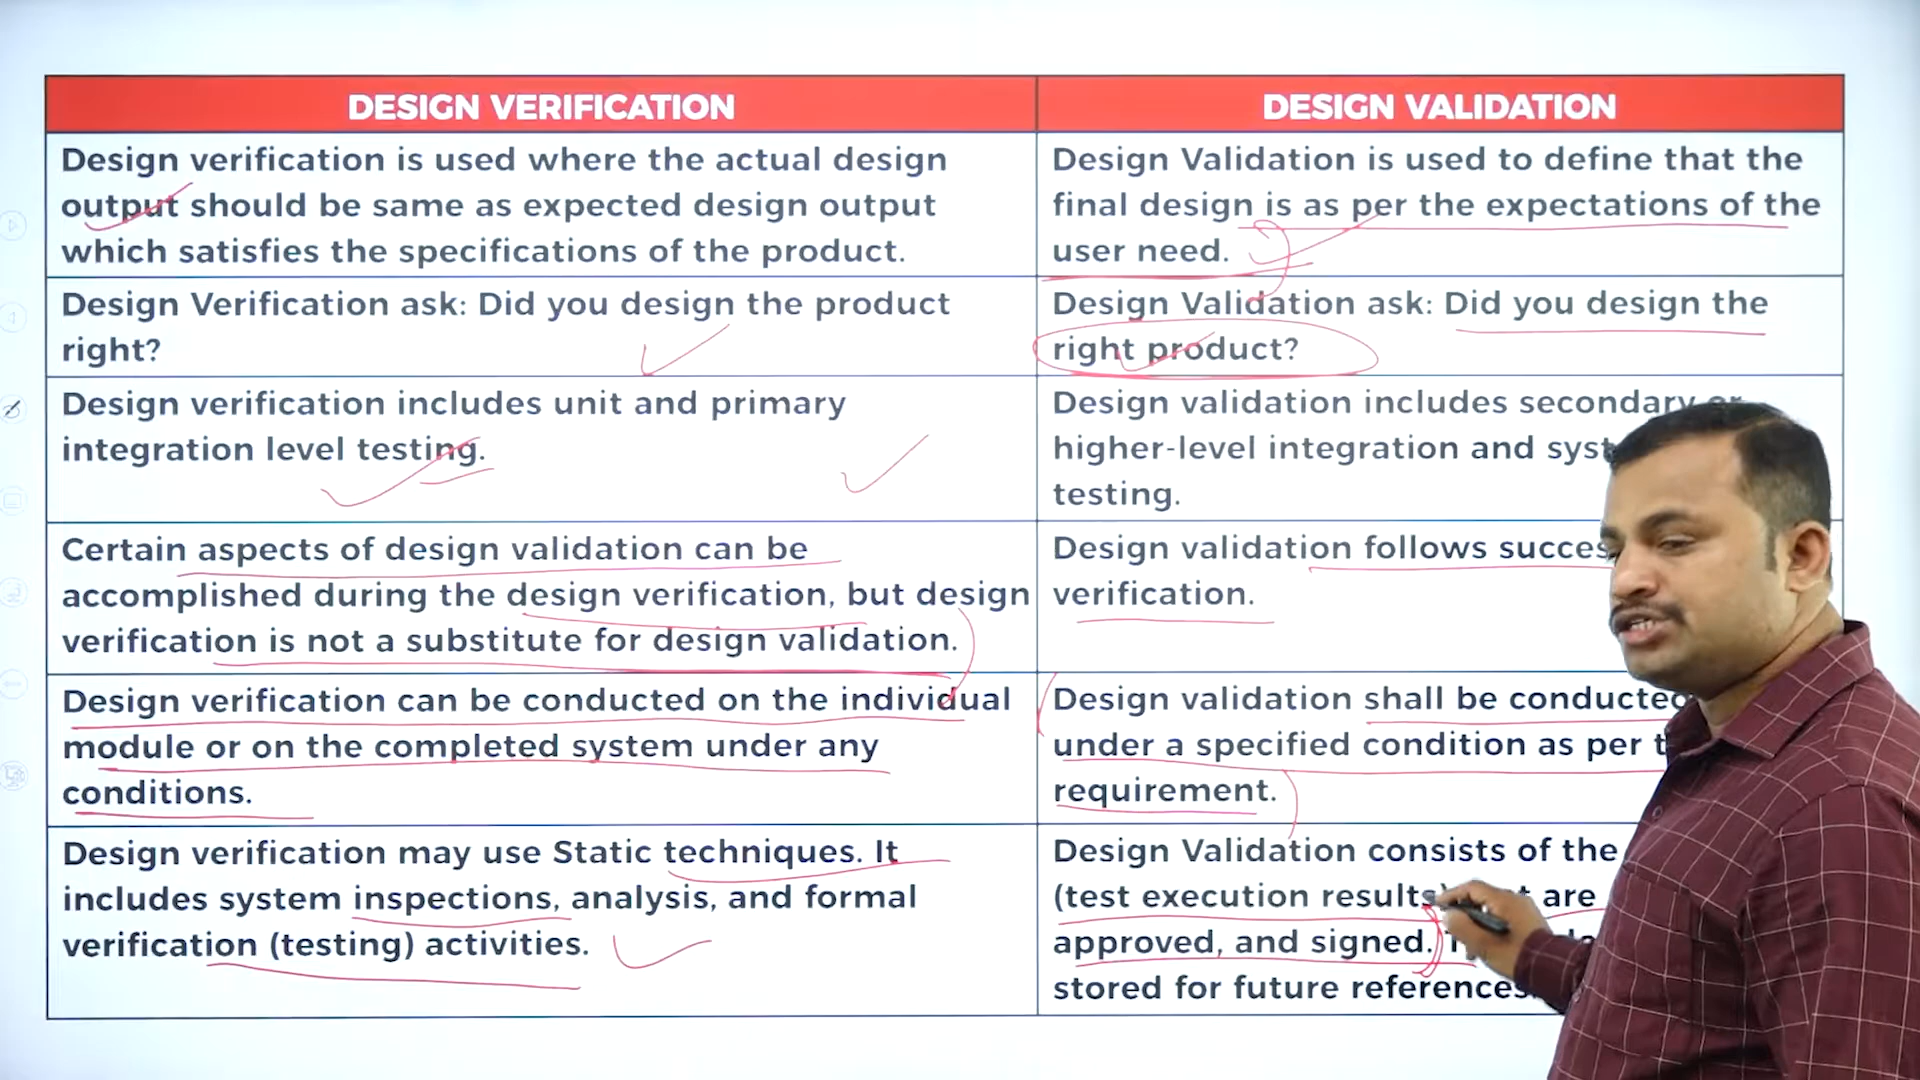 DESIGN VERIFICATION
DESIGN VALIDATION
Design verification is used where the actual design
output should be same as expected design output
which satisfies the specifications of the product.
Design Validation is used to define that the
final design is as per the expectations of the
user need.
Design Verification ask: Did you design the product
right?
Design Validation ask: Did you design the
right product?
Design verification includes unit and primary
integration level testing.
Design validation includes secondary or
higher-level integration and
testing.
Certain aspects of design validation can be
accomplished during the design verification, but design
verification is not a substitute for design validation.
Design validation follows
verification.
Design verification can be conducted on the individual
module or on the completed system under any
conditions.
Design validation shall be conducted
under a specified condition as per
requirement.
Design verification may use Static techniques. It
includes system inspections, analysis, and formal
verification (testing) activities.
Design Validation consists of the
(test execution results) are
approved, and signed.
stored for future references.